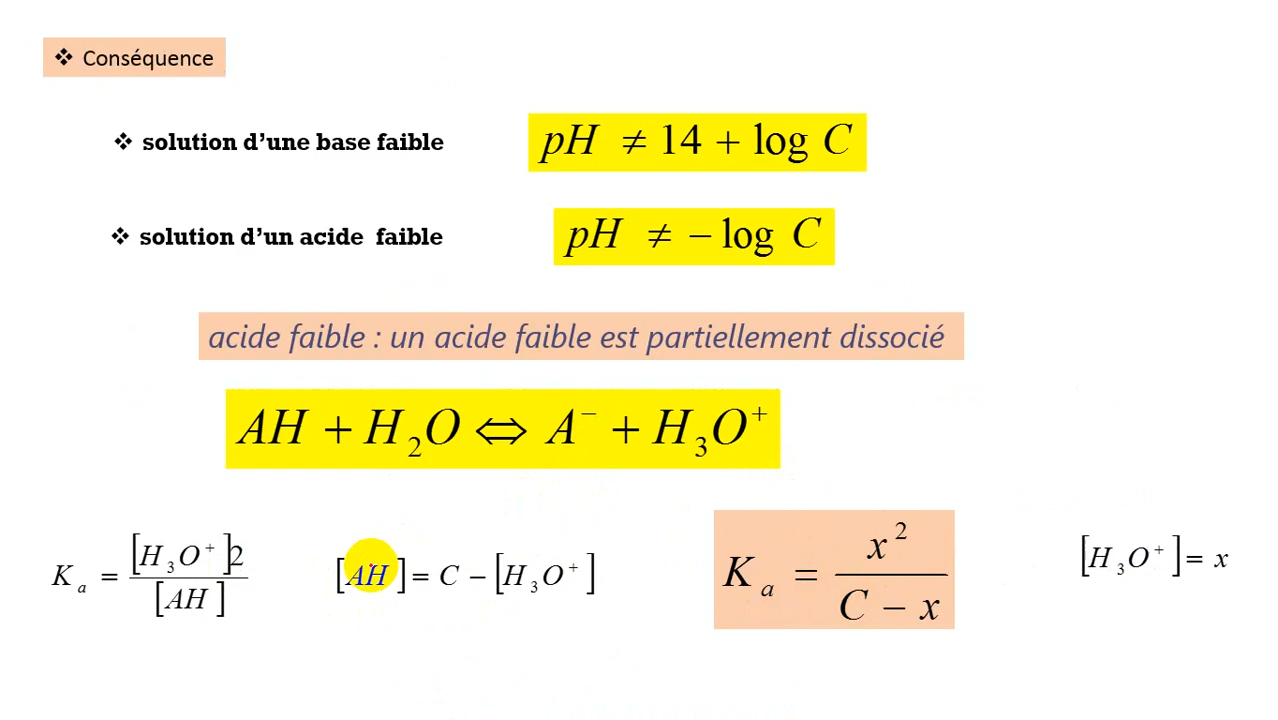 ❖ Conséquence
❖ solution d'une base faible pH ≠ 14 + log C
❖ solution d'un acide faible pH ≠ − log C
acide faible : un acide faible est partiellement dissocié
AH + H₂O ⇔ A⁻ + H₃O⁺
Kₐ = [H₃O⁺]2 / [AH] [AH] = C − [H₃O⁺] Kₐ = x² / (C − x) [H₃O⁺] = x